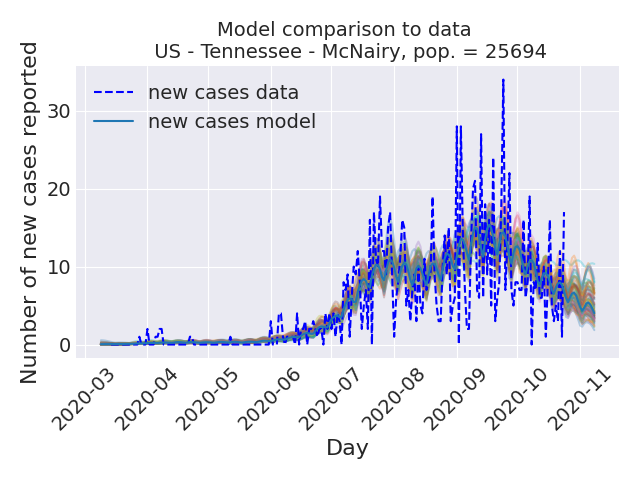 Model comparison to data
US - Tennessee - McNairy, pop. = 25694
Number of new cases reported
new cases data
new cases model
30
20
10
0
2020-03
2020-04
2020-05
2020-06
2020-07
2020-08
2020-09
2020-10
2020-11
Day